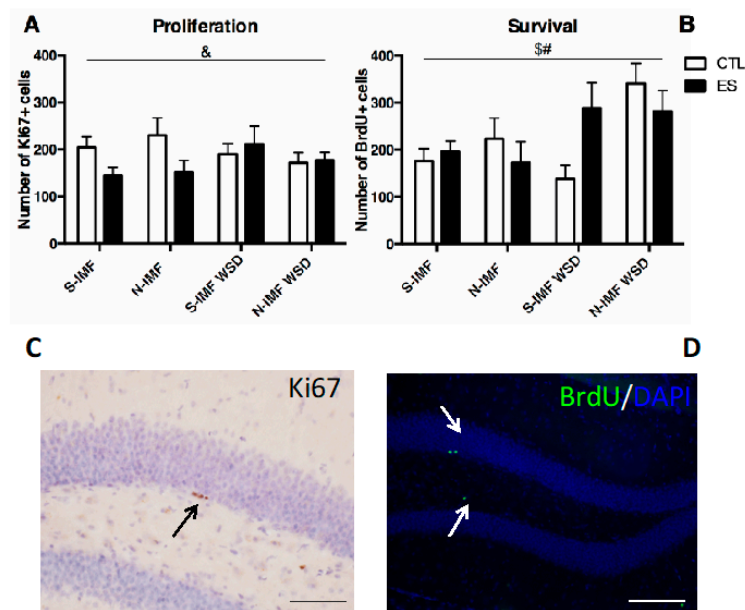 A
Proliferation
Survival
B
&
$#
CTL
ES
Number of Ki67+ cells
400
300
200
100
0
S-IMF
N-IMF
S-IMF WSD
N-IMF WSD
Number of BrdU+ cells
400
300
200
100
0
S-IMF
N-IMF
S-IMF WSD
N-IMF WSD
C
D
Ki67
BrdU/DAPI